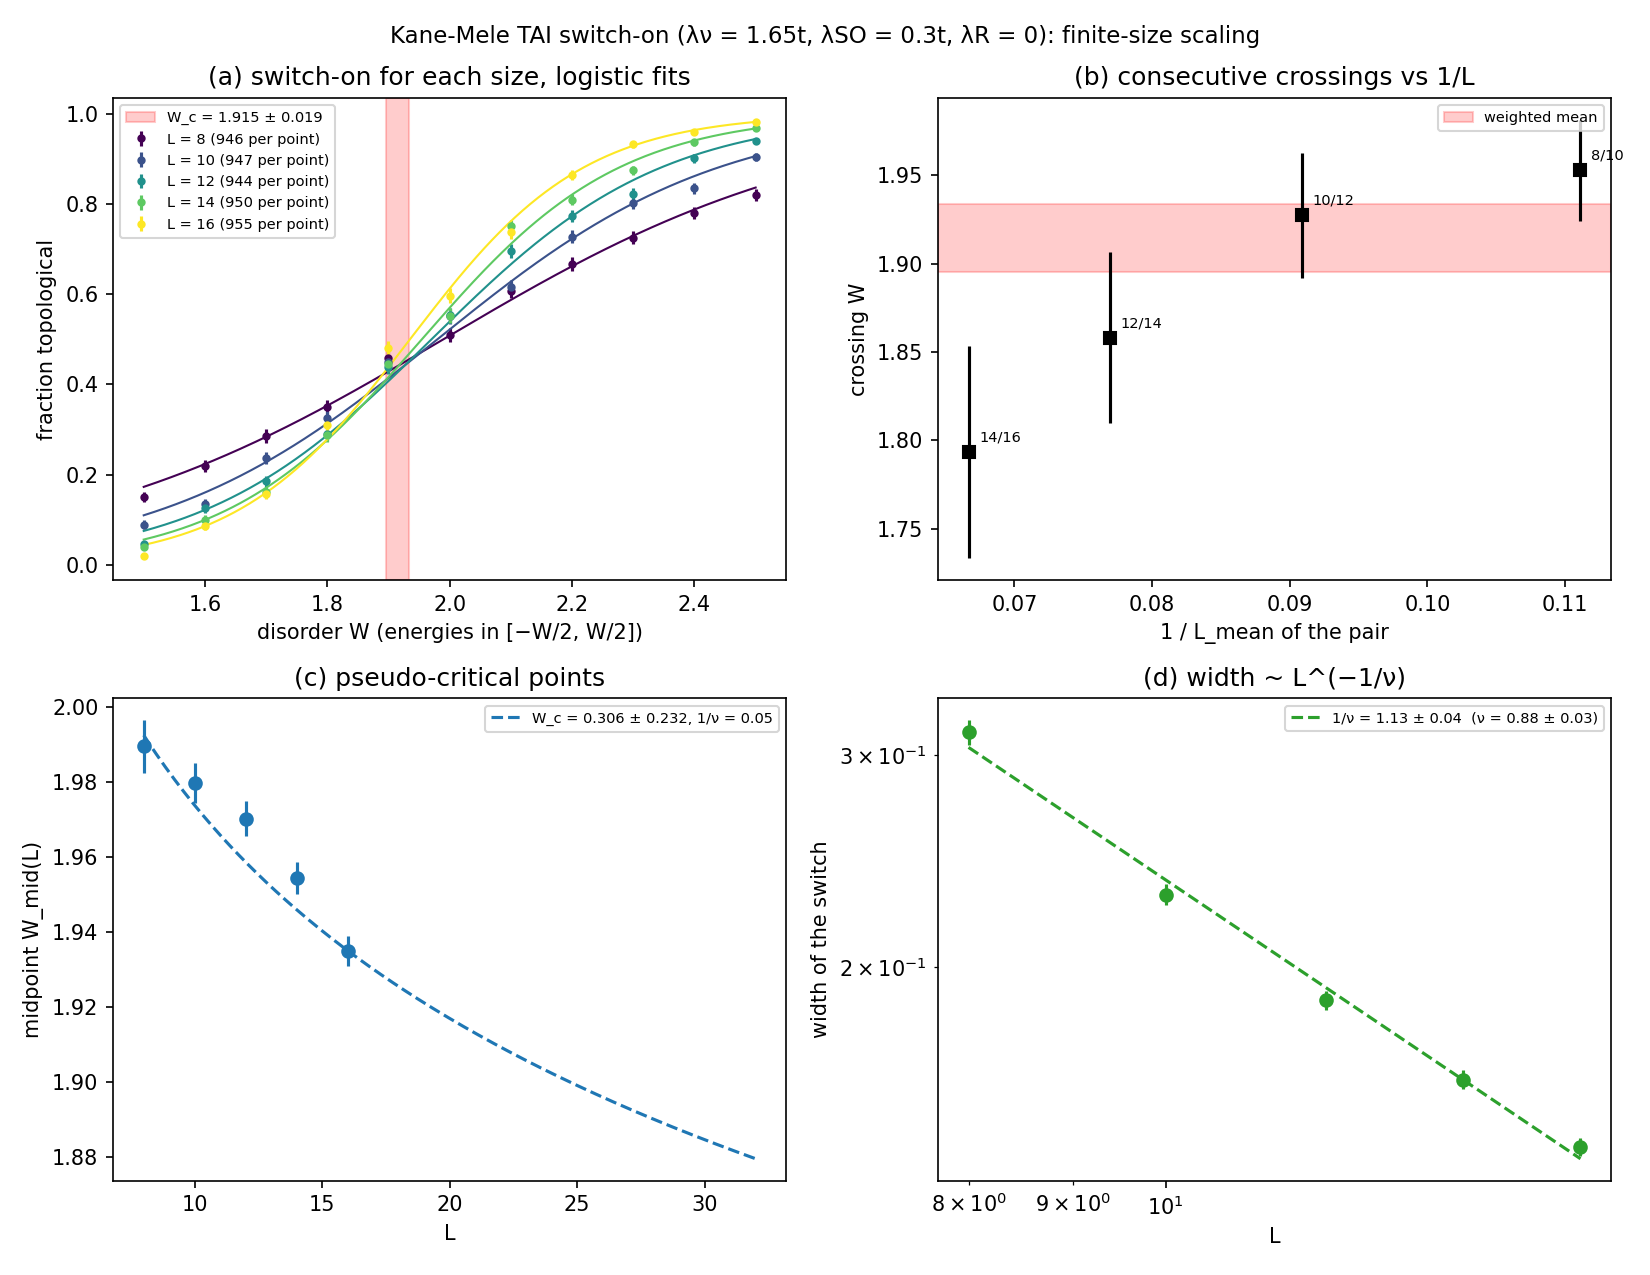 Kane-Mele TAI switch-on (λν = 1.65t, λSO = 0.3t, λR = 0): finite-size scaling
(a) switch-on for each size, logistic fits
W_c = 1.915 ± 0.019
L = 8 (946 per point)
L = 10 (947 per point)
L = 12 (944 per point)
L = 14 (950 per point)
L = 16 (955 per point)
fraction topological
1.0
0.8
0.6
0.4
0.2
0.0
1.6 1.8 2.0 2.2 2.4
disorder W (energies in [−W/2, W/2])
(b) consecutive crossings vs 1/L
weighted mean
8/10
10/12
12/14
14/16
crossing W
1.95
1.90
1.85
1.80
1.75
0.07 0.08 0.09 0.10 0.11
1 / L_mean of the pair
(c) pseudo-critical points
W_c = 0.306 ± 0.232, 1/ν = 0.05
midpoint W_mid(L)
2.00
1.98
1.96
1.94
1.92
1.90
1.88
10 15 20 25 30
L
(d) width ~ L^(−1/ν)
1/ν = 1.13 ± 0.04 (ν = 0.88 ± 0.03)
width of the switch
3 × 10⁻¹
2 × 10⁻¹
8 × 10⁰ 9 × 10⁰ 10¹
L